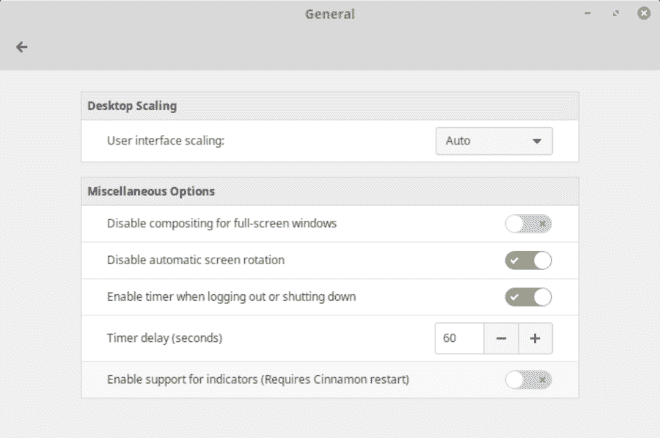 General
Desktop Scaling
User interface scaling: Auto
Miscellaneous Options
Disable compositing for full-screen windows
Disable automatic screen rotation
Enable timer when logging out or shutting down
Timer delay (seconds) 60
Enable support for indicators (Requires Cinnamon restart)